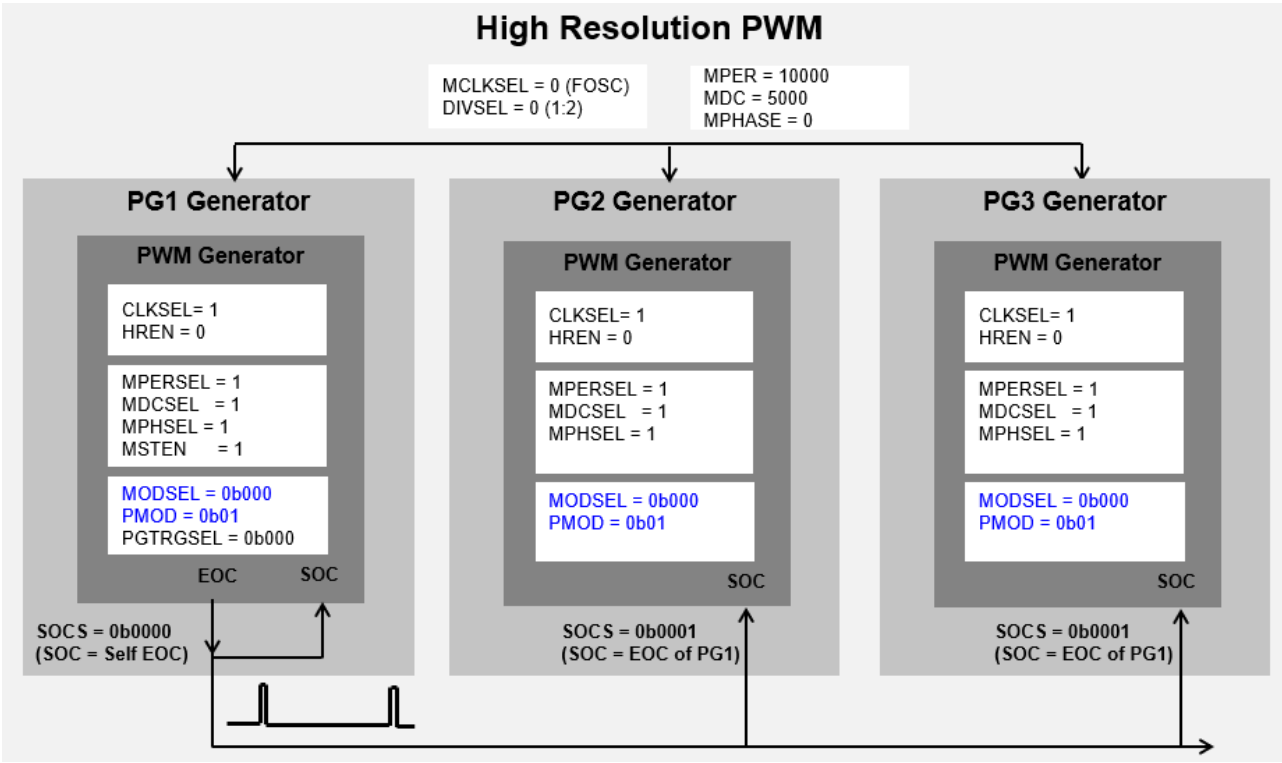 High Resolution PWM
MCLKSEL = 0 (FOSC)
DIVSEL = 0 (1:2)
MPER = 10000
MDC = 5000
MPHASE = 0
PG1 Generator
PWM Generator
CLKSEL= 1
HREN = 0
MPERSEL = 1
MDCSEL = 1
MPHSEL = 1
MSTEN = 1
MODSEL = 0b000
PMOD = 0b01
PGTRGSEL = 0b000
EOC SOC
SOCS = 0b0000
(SOC = Self EOC)
PG2 Generator
PWM Generator
CLKSEL= 1
HREN = 0
MPERSEL = 1
MDCSEL = 1
MPHSEL = 1
MODSEL = 0b000
PMOD = 0b01
SOC
SOCS = 0b0001
(SOC = EOC of PG1)
PG3 Generator
PWM Generator
CLKSEL= 1
HREN = 0
MPERSEL = 1
MDCSEL = 1
MPHSEL = 1
MODSEL = 0b000
PMOD = 0b01
SOC
SOCS = 0b0001
(SOC = EOC of PG1)